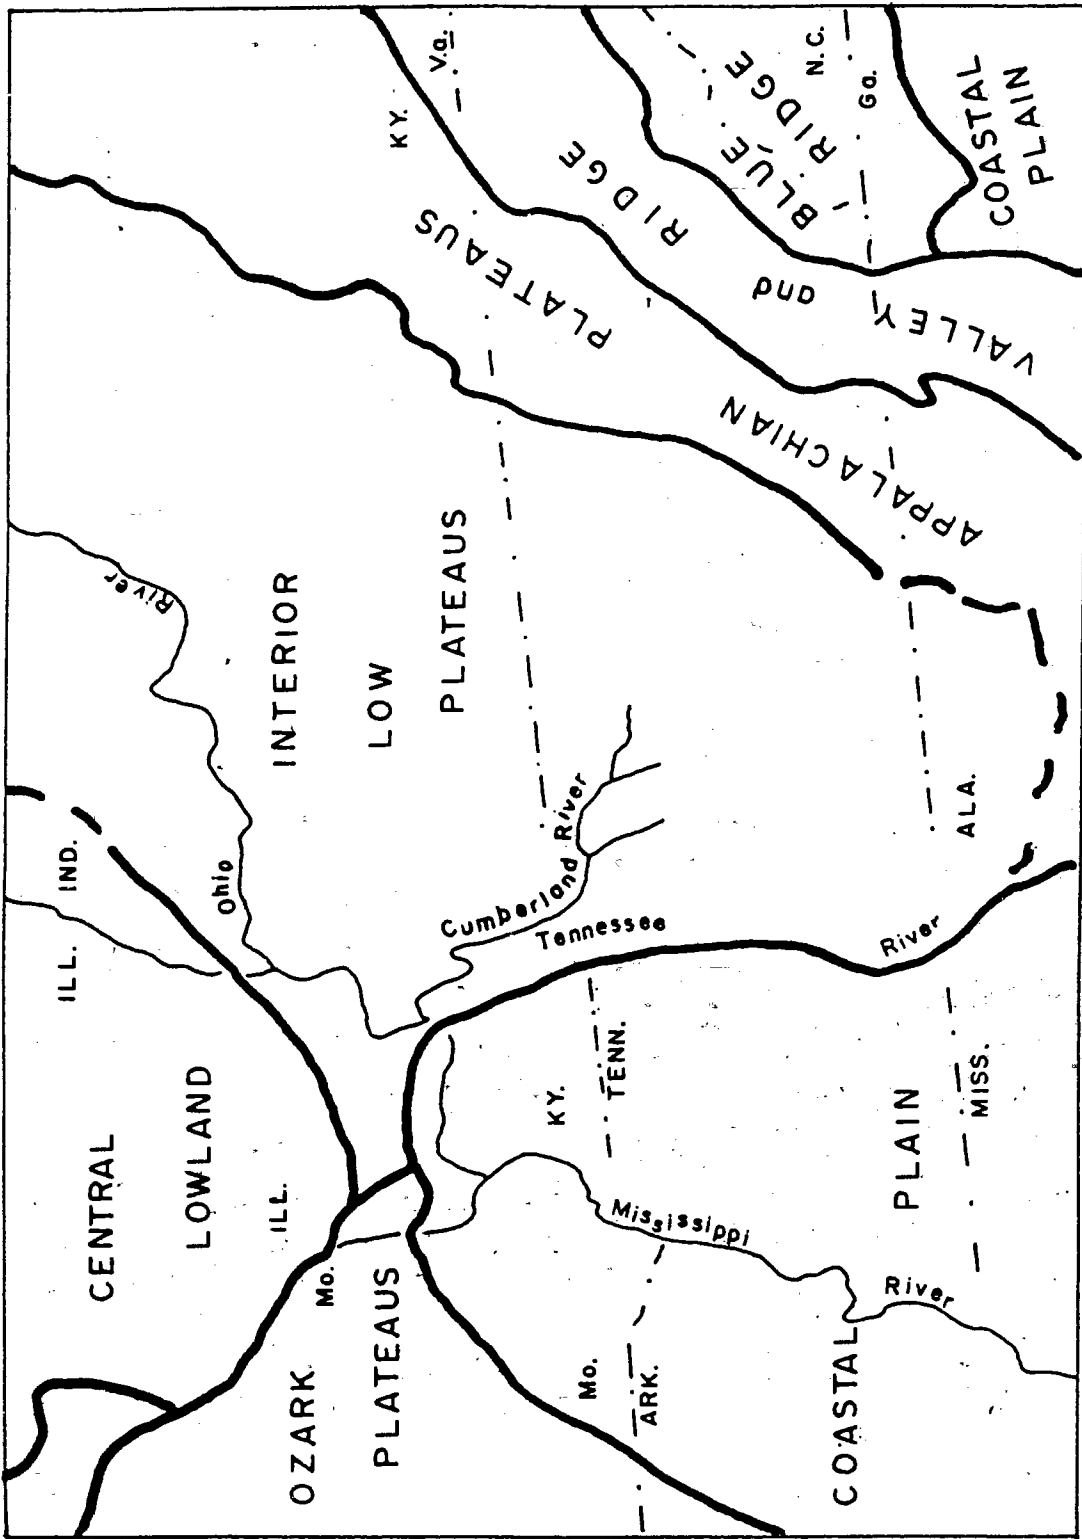 CENTRAL
LOWLAND
ILL.
IND.
ILL.
Mo.
OZARK
PLATEAUS
Ohio River
INTERIOR
LOW
PLATEAUS
Cumberland River
Tennessee River
KY.
TENN.
Mo.
ARK.
Mississippi River
COASTAL PLAIN
MISS.
ALA.
KY.
Va.
APPALACHIAN PLATEAUS
VALLEY and RIDGE
BLUE
RIDGE
N.C.
Ga.
COASTAL
PLAIN